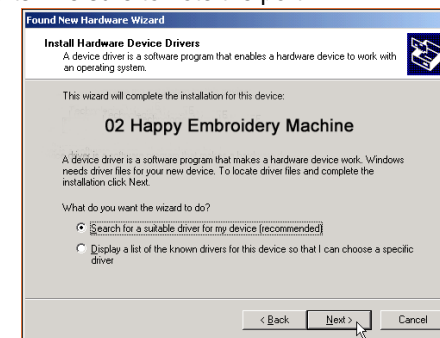 Found New Hardware Wizard
Install Hardware Device Drivers
A device driver is a software program that enables a hardware device to work with
an operating system.
This wizard will complete the installation for this device:
02 Happy Embroidery Machine
A device driver is a software program that makes a hardware device work. Windows
needs driver files for your new device. To locate driver files and complete the
installation click Next.
What do you want the wizard to do?
Search for a suitable driver for my device (recommended)
Display a list of the known drivers for this device so that I can choose a specific
driver
< Back Next > Cancel